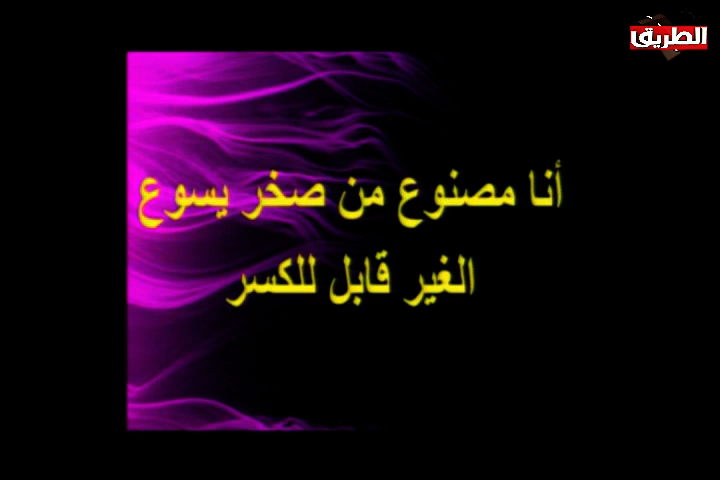 الطريق
أنا مصنوع من صخر يسوع
الغير قابل للكسر